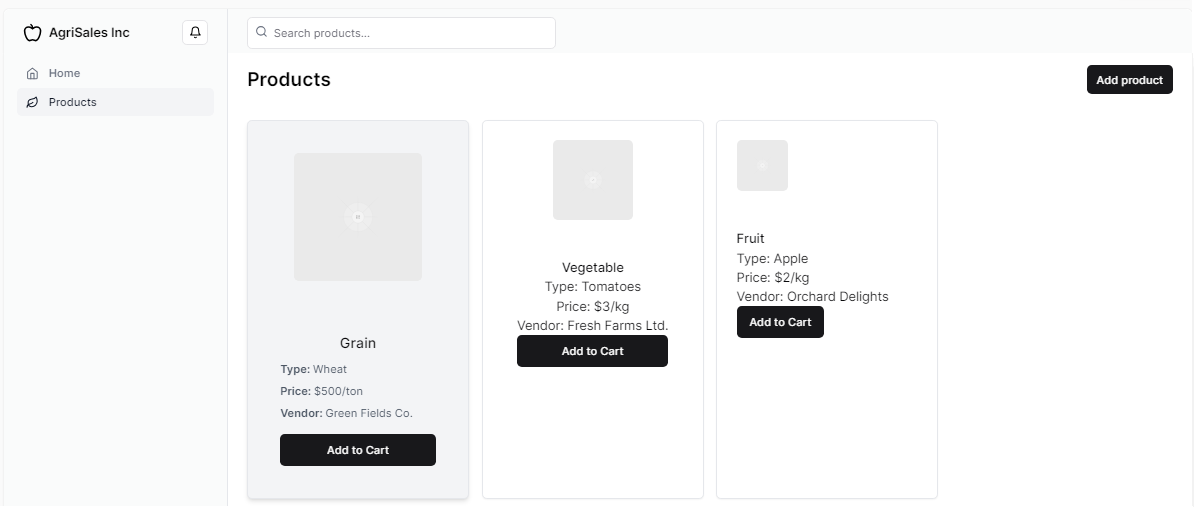 AgriSales Inc
Home
Products
Search products...
Products
Add product
Grain
Type: Wheat
Price: $500/ton
Vendor: Green Fields Co.
Add to Cart
Vegetable
Type: Tomatoes
Price: $3/kg
Vendor: Fresh Farms Ltd.
Add to Cart
Fruit
Type: Apple
Price: $2/kg
Vendor: Orchard Delights
Add to Cart